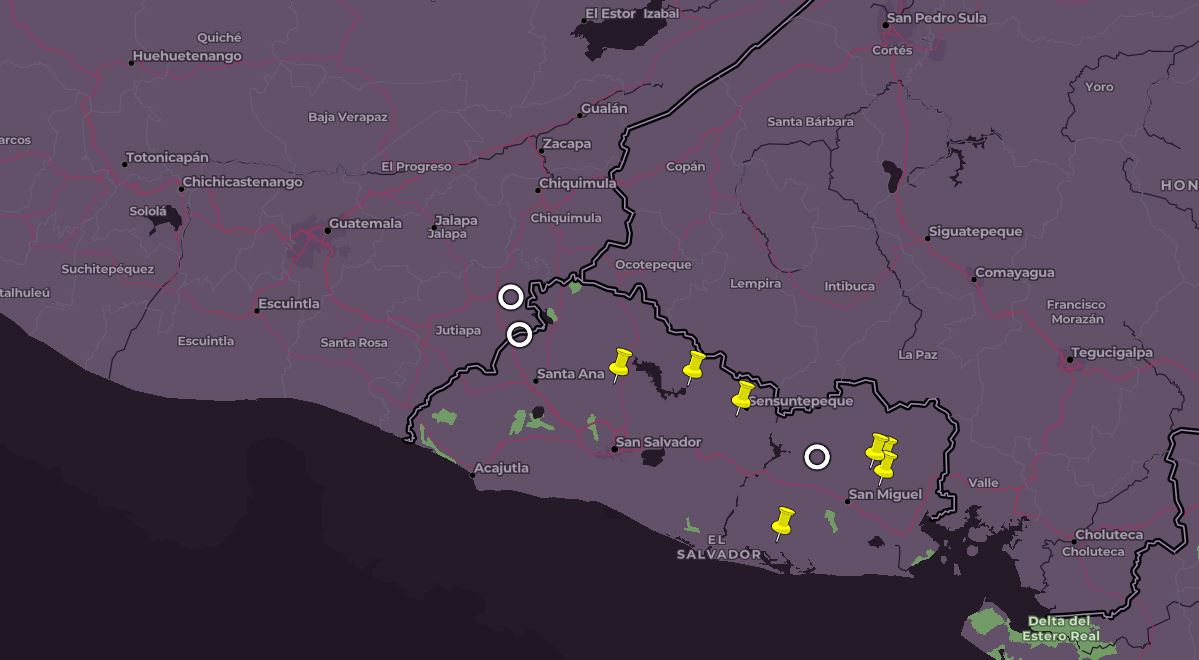 El Estor
Izabal
San Pedro Sula
Quiché
Cortés
Huehuetenango
Yoro
Gualán
Baja Verapaz
Santa Bárbara
arcos
Zacapa
Totonicapán
El Progreso
Copán
Chichicastenango
Chiquimula
HON
Sololá
Chiquimula
Guatemala
Jalapa
Jalapa
Siguatepeque
Suchitepéquez
Ocotepeque
Comayagua
Lempira
Intibuca
talhuleú
Escuintla
Francisco
Morazán
Jutiapa
Escuintla
Santa Rosa
La Paz
Tegucigalpa
Santa Ana
Sensuntepeque
San Salvador
Acajutla
Valle
San Miguel
Choluteca
EL
SALVADOR
Choluteca
Delta del
Estero Real